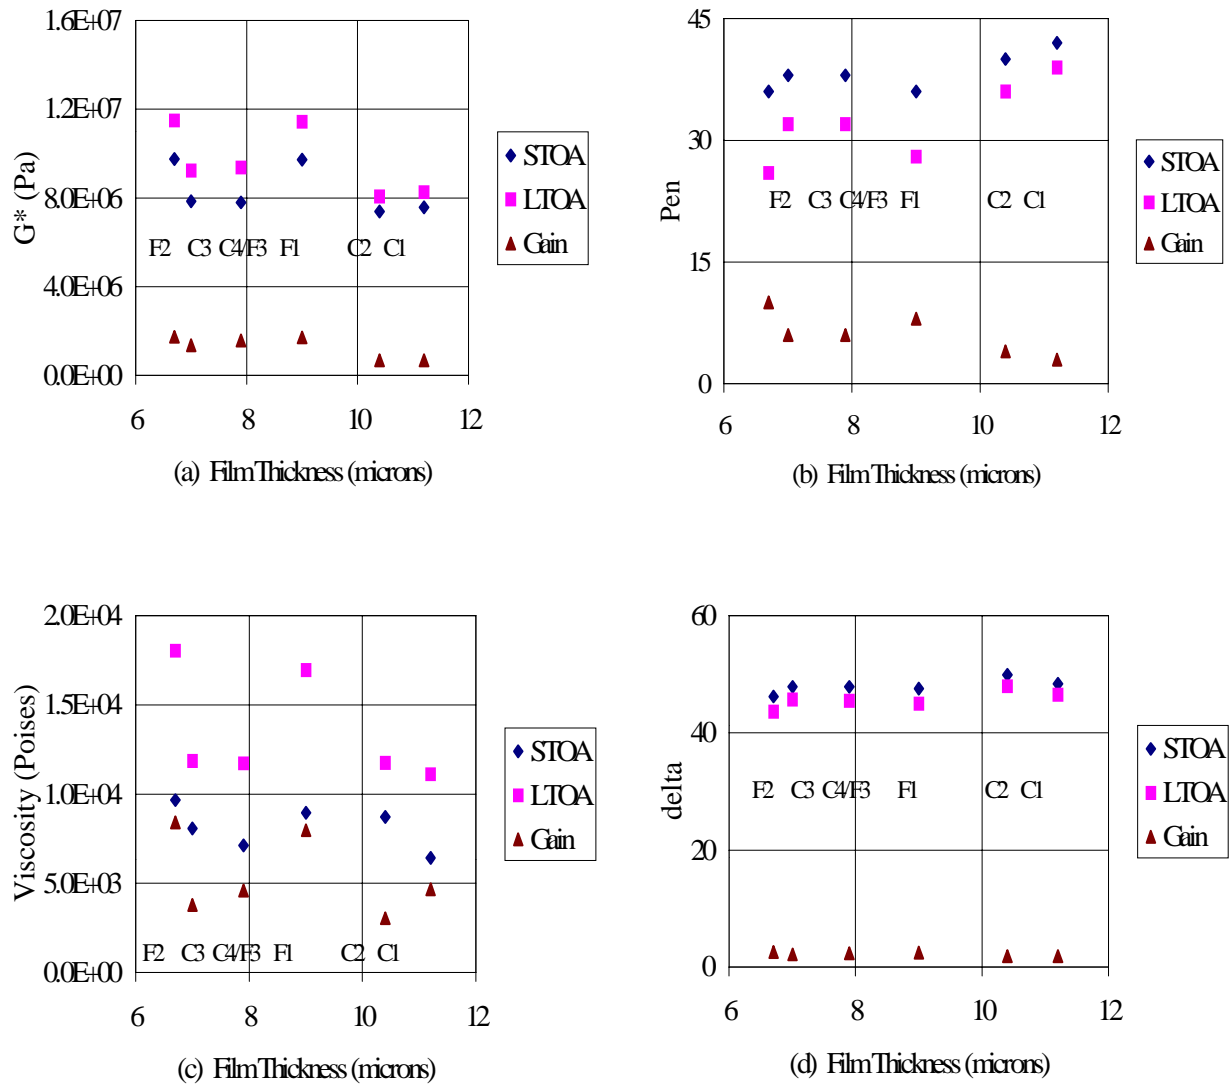 1.6E+07
1.2E+07
8.0E+06
4.0E+06
0.0E+00
G* (Pa)
F2 C3 C4/F3 F1 C2 C1
6 8 10 12
(a) Film Thickness (microns)
STOA
LTOA
Gain
45
30
15
0
Pen
F2 C3 C4/F3 F1 C2 C1
6 8 10 12
(b) Film Thickness (microns)
STOA
LTOA
Gain
2.0E+04
1.5E+04
1.0E+04
5.0E+03
0.0E+00
Viscosity (Poises)
F2 C3 C4/F3 F1 C2 C1
6 8 10 12
(c) Film Thickness (microns)
STOA
LTOA
Gain
60
40
20
0
delta
F2 C3 C4/F3 F1 C2 C1
6 8 10 12
(d) Film Thickness (microns)
STOA
LTOA
Gain